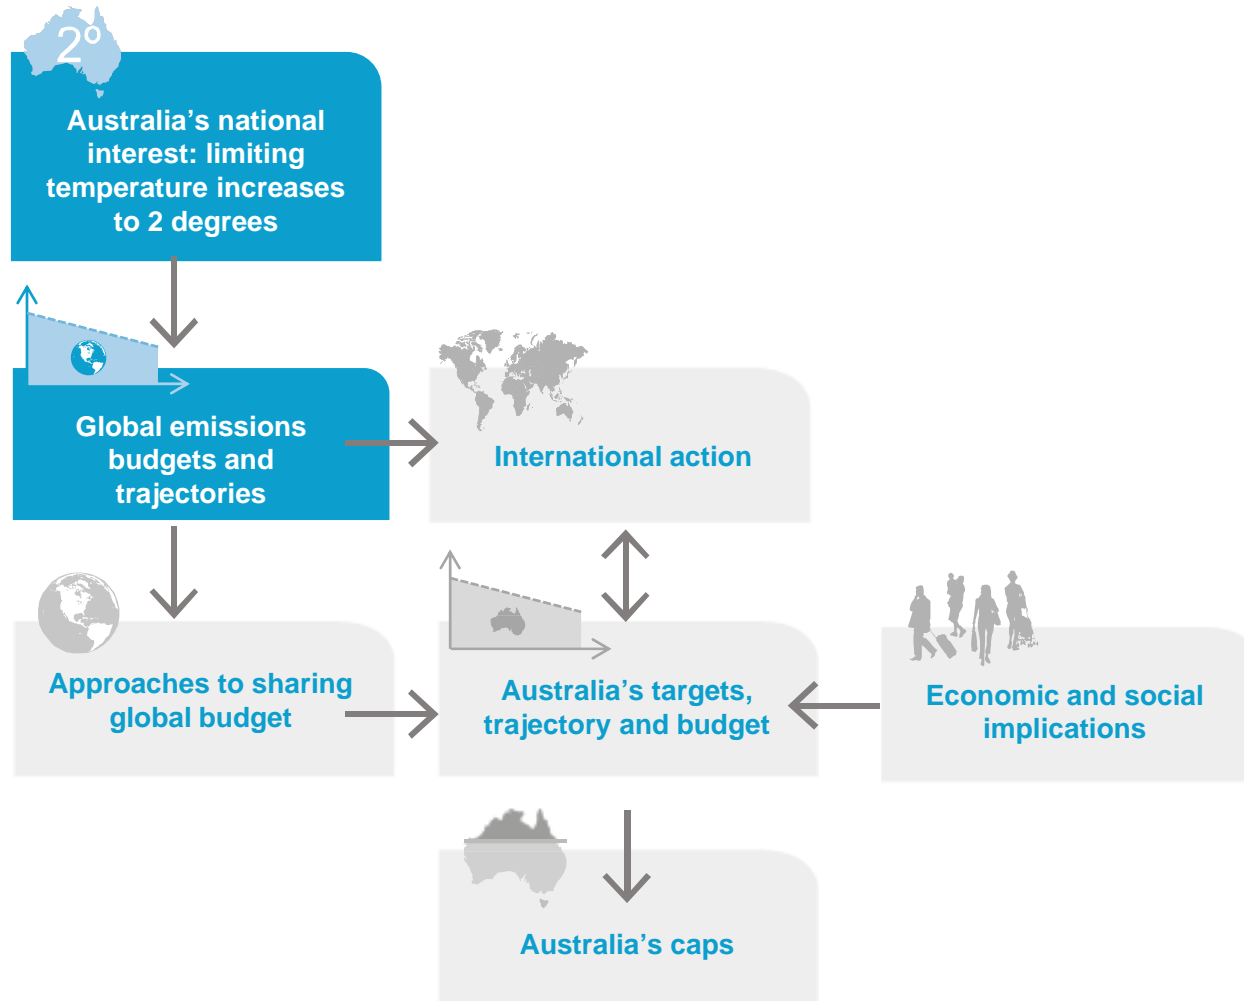 2º
Australia’s national
interest: limiting
temperature increases
to 2 degrees
Global emissions
budgets and
trajectories
International action
Approaches to sharing
global budget
Australia’s targets,
trajectory and budget
Economic and social
implications
Australia’s caps